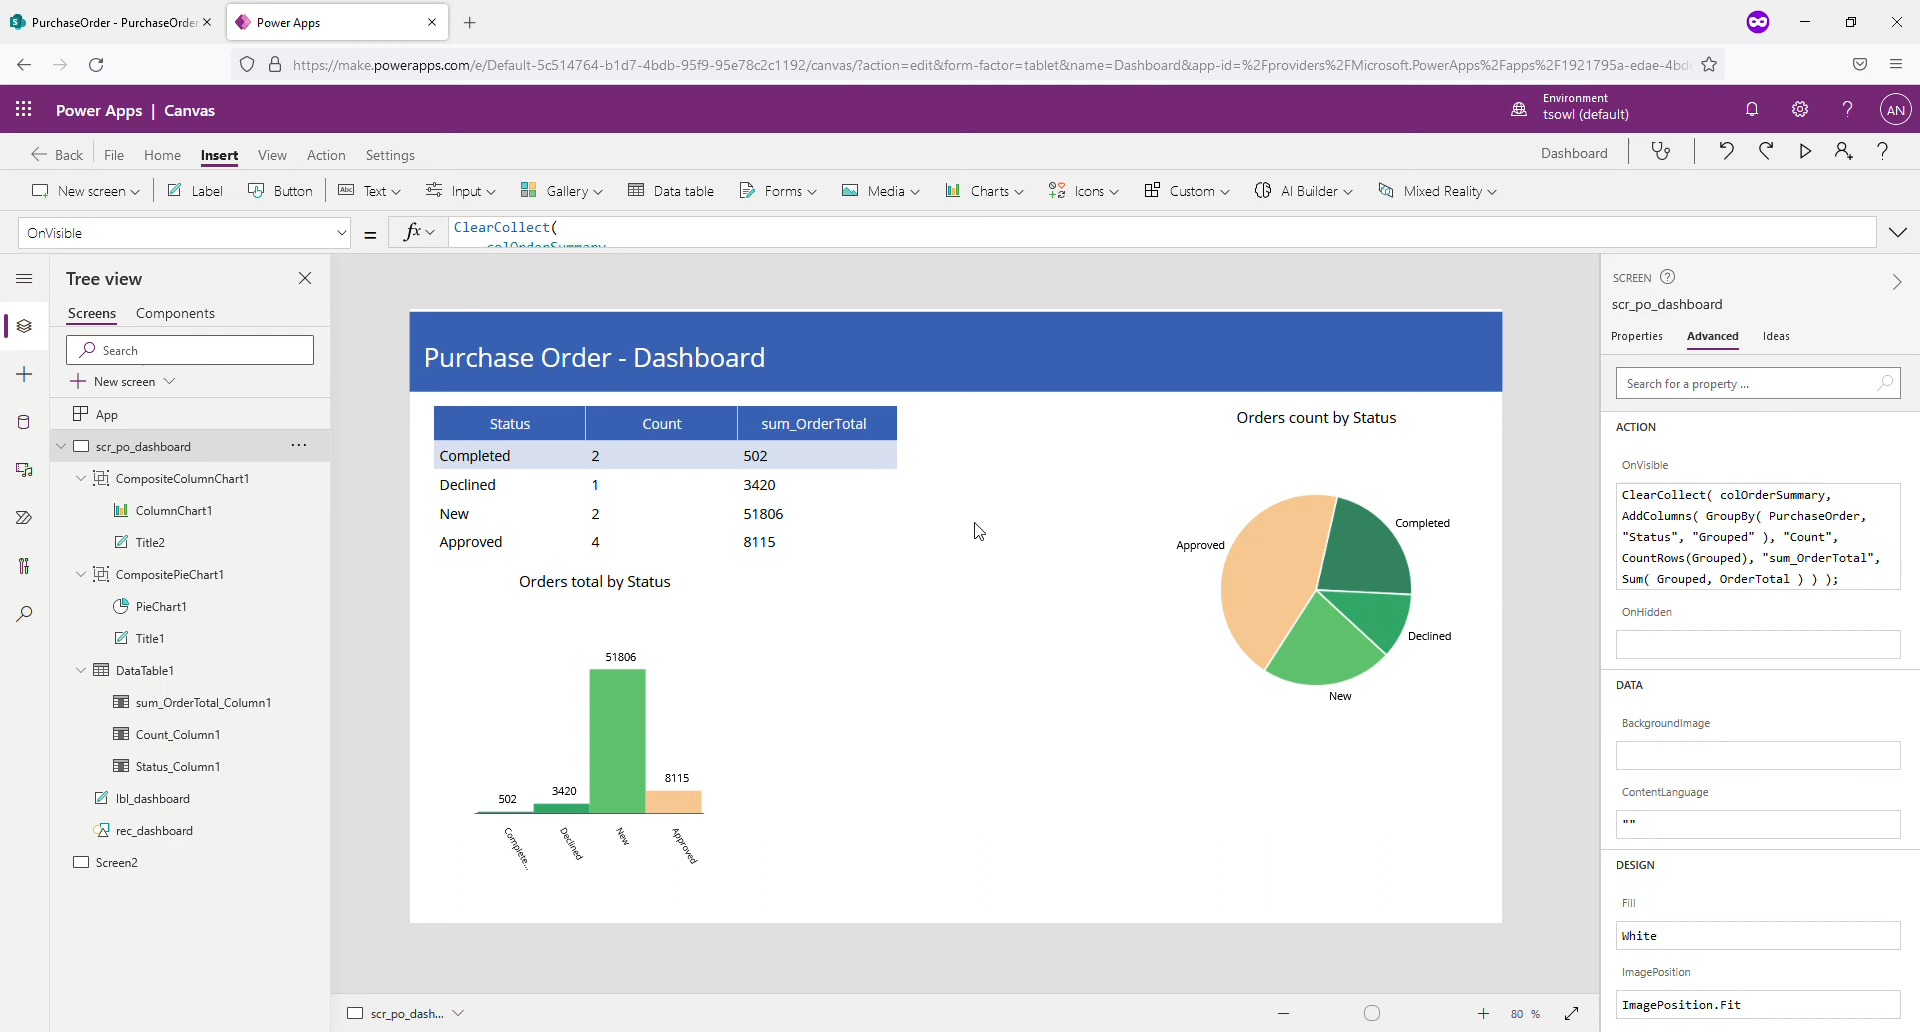 PurchaseOrder - PurchaseOrder
Power Apps
https://make.powerapps.com/e/Default-5c514764-b1d7-4bdb-95f9-95e78c2c1192/canvas/?action=edit&form-factor=tablet&name=Dashboard&app-id=%2Fproviders%2FMicrosoft.PowerApps%2Fapps%2F1921795a-edae-4bdc
Power Apps | Canvas
Environment
tsowl (default)
AN
Back File Home Insert View Action Settings
Dashboard
New screen Label Button Text Input Gallery Data table Forms Media Charts Icons Custom AI Builder Mixed Reality
OnVisible = fx ClearCollect(
colOrderSummary
Tree view
Screens Components
Search
New screen
App
scr_po_dashboard
CompositeColumnChart1
ColumnChart1
Title2
CompositePieChart1
PieChart1
Title1
DataTable1
sum_OrderTotal_Column1
Count_Column1
Status_Column1
lbl_dashboard
rec_dashboard
Screen2
Purchase Order - Dashboard
Status Count sum_OrderTotal
Completed 2 502
Declined 1 3420
New 2 51806
Approved 4 8115
Orders total by Status
51806
8115
3420
502
Complete...
Declined
New
Approved
Orders count by Status
Completed
Approved
Declined
New
scr_po_dash...
80 %
SCREEN
scr_po_dashboard
Properties Advanced Ideas
Search for a property ...
ACTION
OnVisible
ClearCollect( colOrderSummary,
AddColumns( GroupBy( PurchaseOrder,
"Status", "Grouped" ), "Count",
CountRows(Grouped), "sum_OrderTotal",
Sum( Grouped, OrderTotal ) ) );
OnHidden
DATA
BackgroundImage
ContentLanguage
""
DESIGN
Fill
White
ImagePosition
ImagePosition.Fit